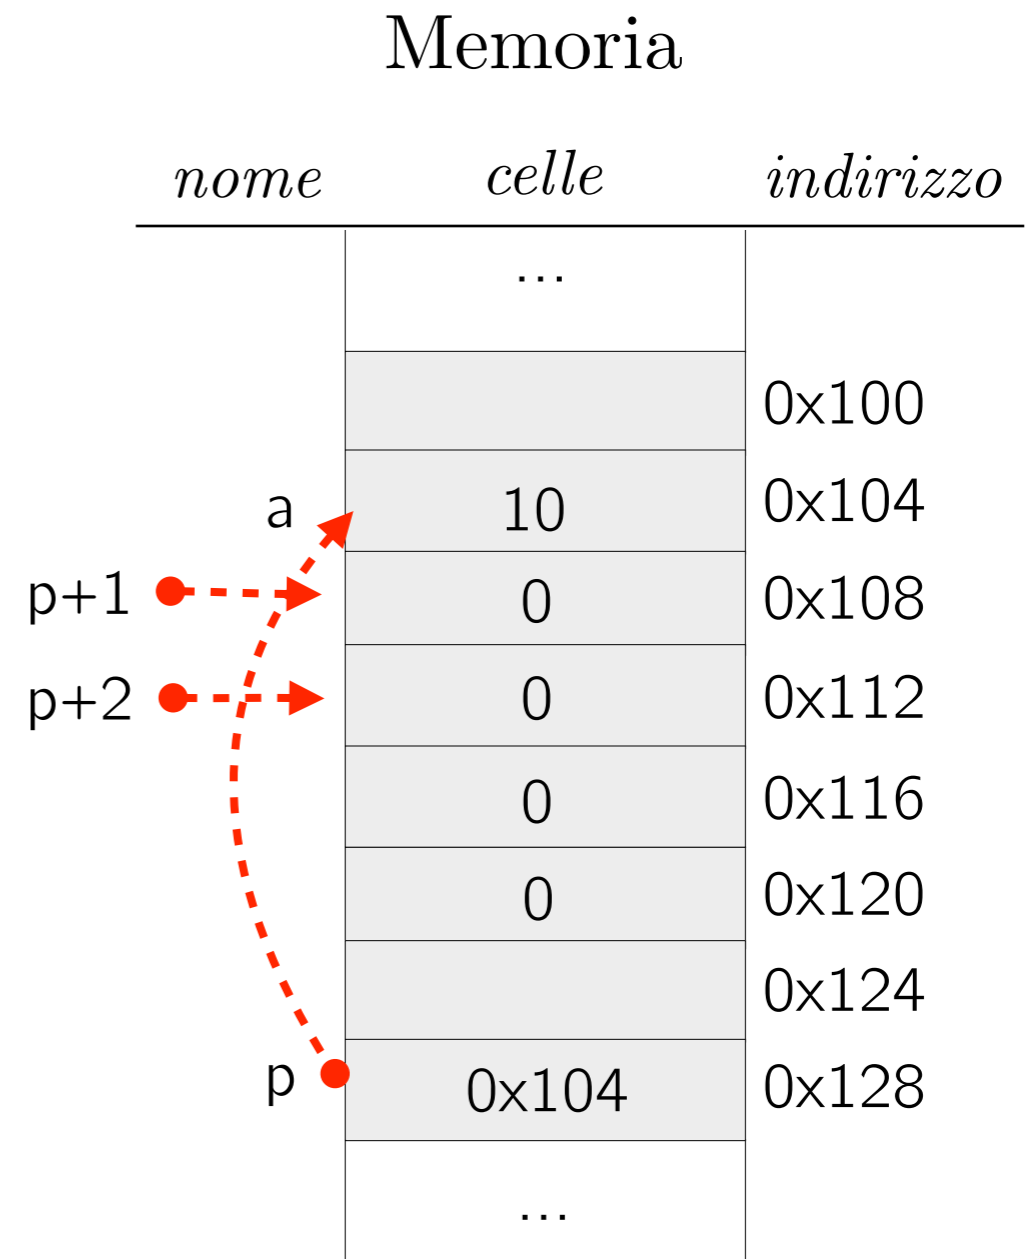 Memoria
nome celle indirizzo
...
0x100
a 10 0x104
p+1 0 0x108
p+2 0 0x112
0 0x116
0 0x120
0x124
p 0x104 0x128
...